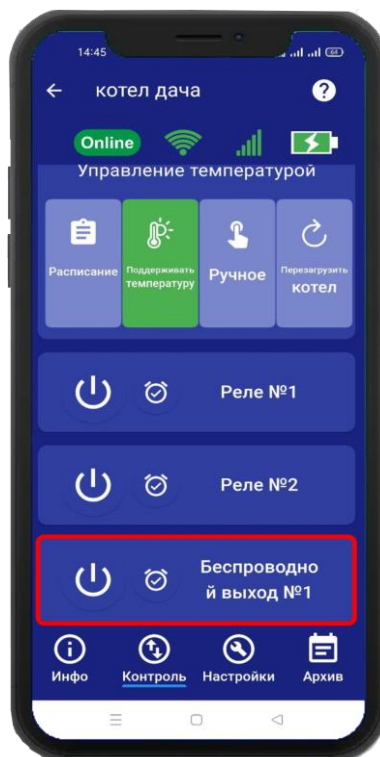 14:45
64
котел дача
?
Online
Управление температурой
Расписание
Поддерживать
температуру
Ручное
Перезагрузить
котел
Реле №1
Реле №2
Беспроводно
й выход №1
Инфо
Контроль
Настройки
Архив